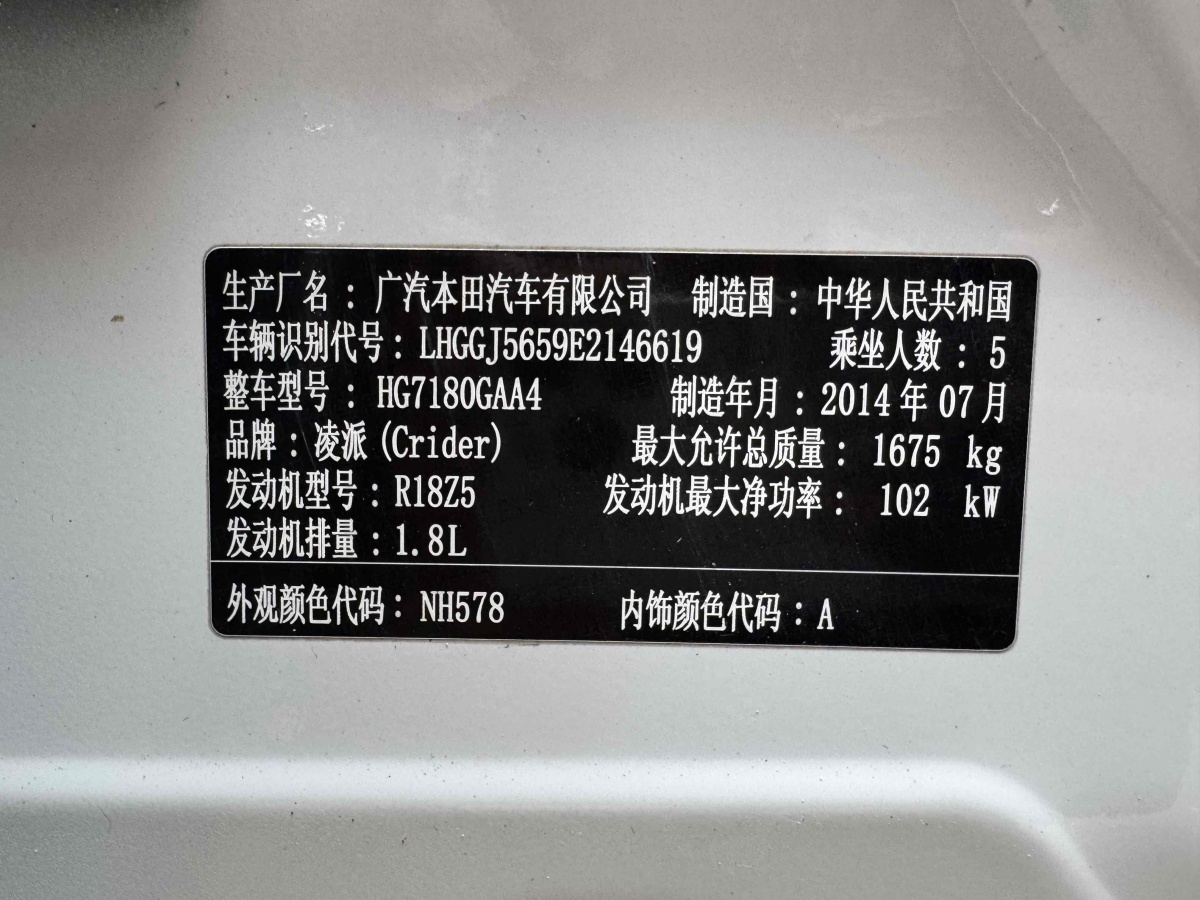 生产厂名：广汽本田汽车有限公司 制造国：中华人民共和国
车辆识别代号：LHGGJ5659E2146619 乘坐人数：5
整车型号：HG7180GAA4 制造年月：2014年07月
品牌：凌派(Crider) 最大允许总质量：1675 kg
发动机型号：R18Z5 发动机最大净功率：102 kW
发动机排量：1.8L
外观颜色代码：NH578 内饰颜色代码：A